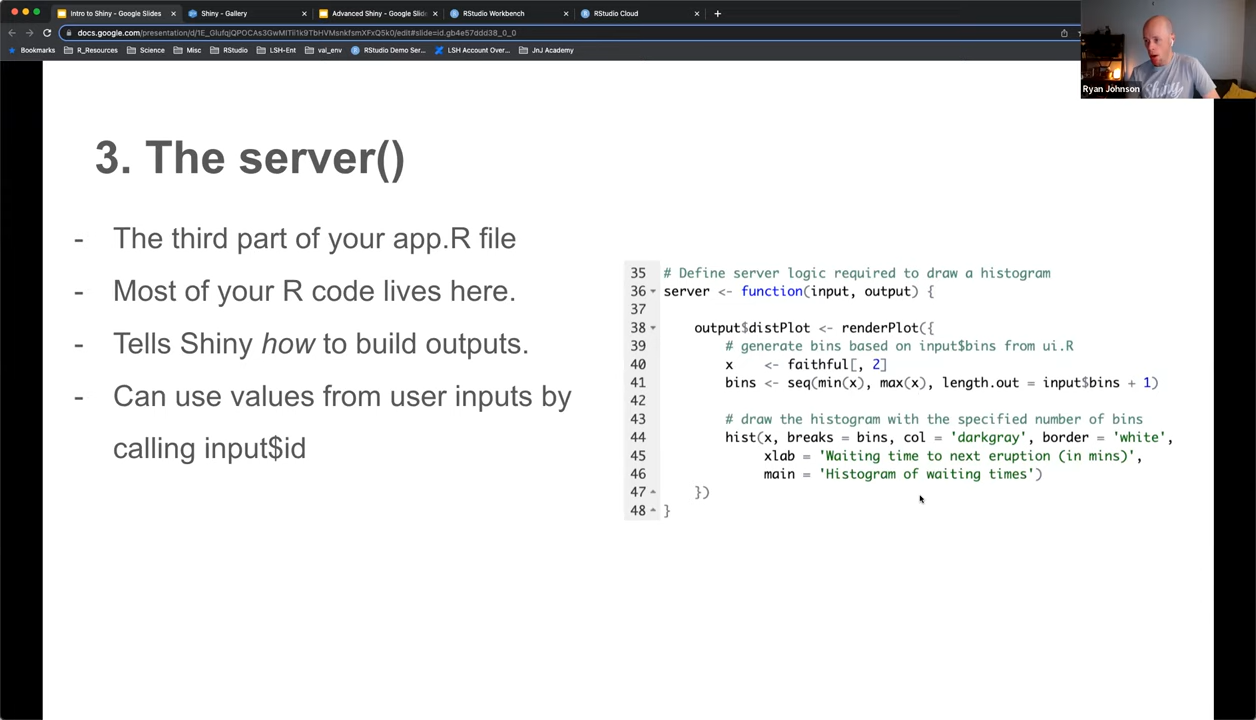 Intro to Shiny - Google Slides
Shiny - Gallery
Advanced Shiny - Google Slid
RStudio Workbench
RStudio Cloud
Bookmarks
R_Resources
Science
Misc
RStudio
LSH-Ent
val_env
RStudio Demo Ser...
LSH Account Over...
JnJ Academy
Ryan Johnson
3. The server()
- The third part of your app.R file
- Most of your R code lives here.
- Tells Shiny how to build outputs.
- Can use values from user inputs by
calling input$id
35 # Define server logic required to draw a histogram
36 server <- function(input, output) {
37
38 output$distPlot <- renderPlot({
39 # generate bins based on input$bins from ui.R
40 x <- faithful[, 2]
41 bins <- seq(min(x), max(x), length.out = input$bins + 1)
42
43 # draw the histogram with the specified number of bins
44 hist(x, breaks = bins, col = 'darkgray', border = 'white',
45 xlab = 'Waiting time to next eruption (in mins)',
46 main = 'Histogram of waiting times')
47 })
48 }